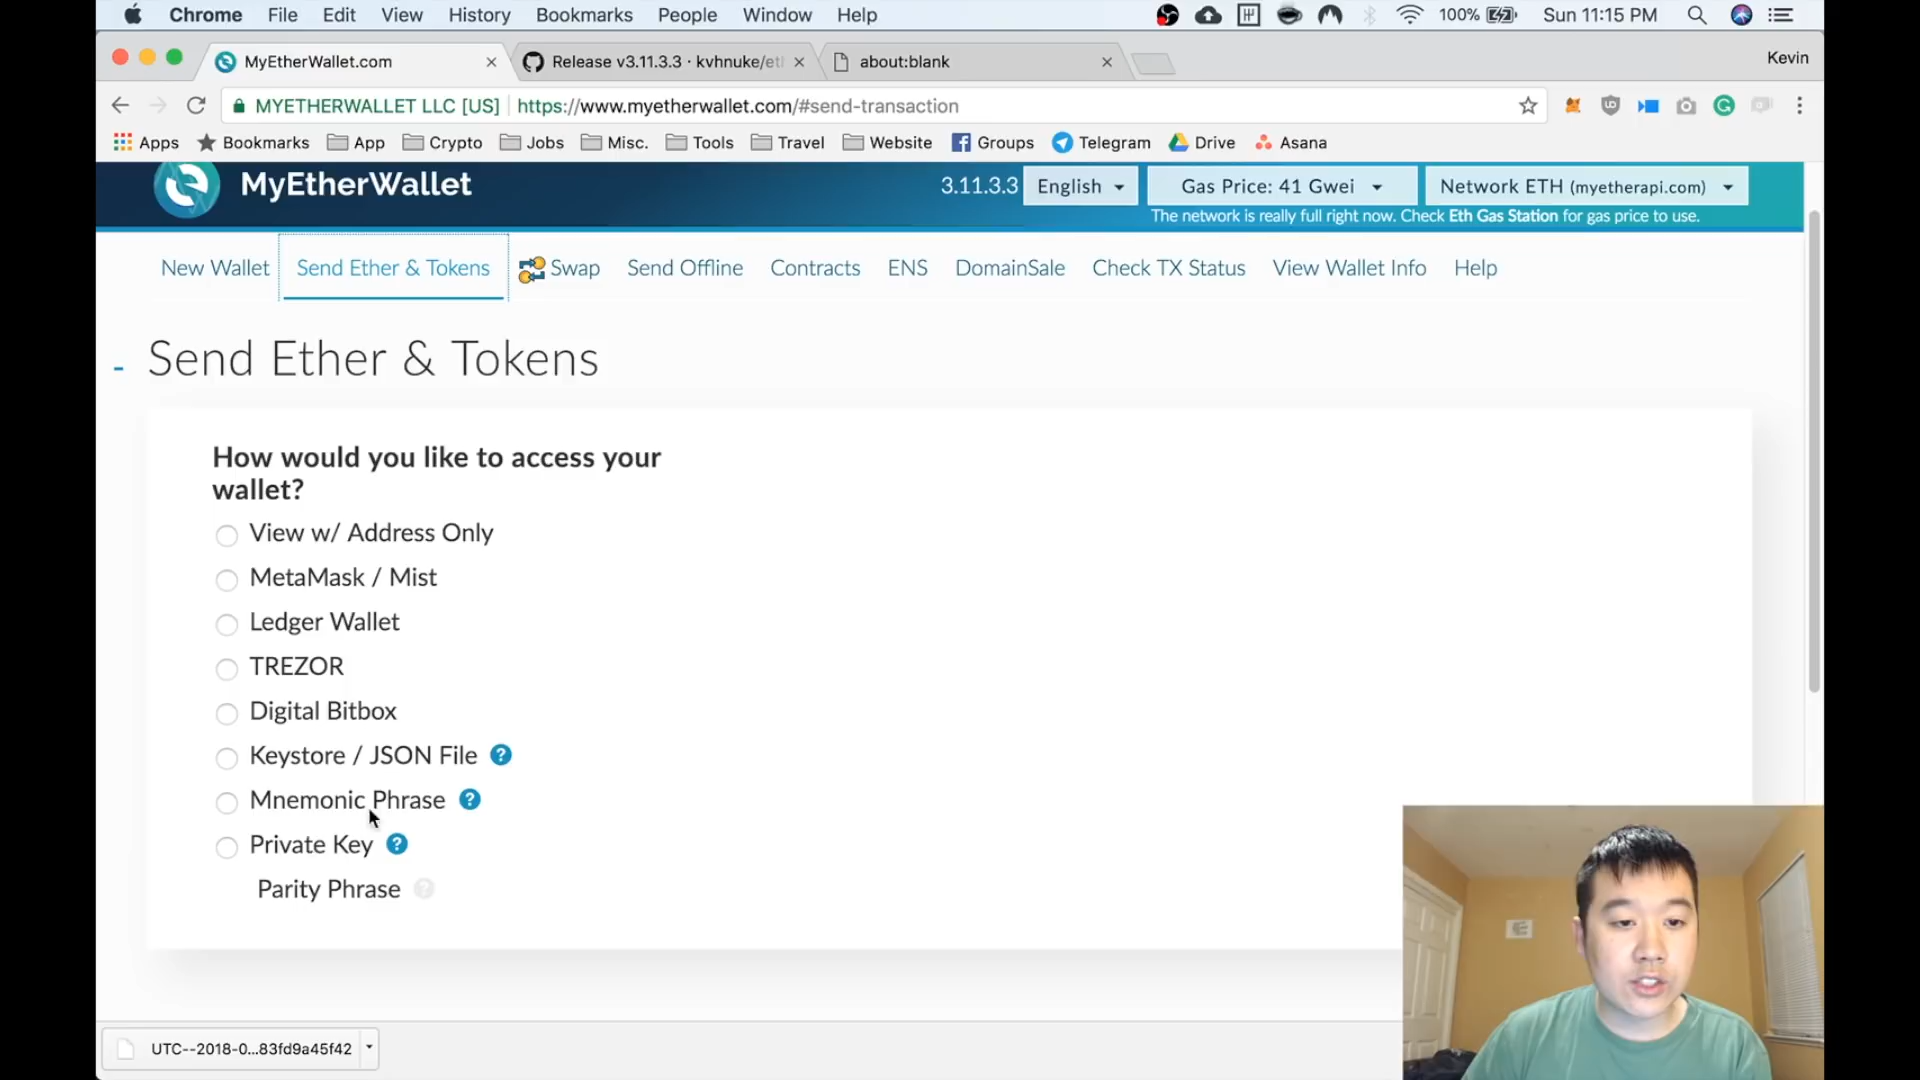 Chrome File Edit View History Bookmarks People Window Help 100% Sun 11:15 PM
MyEtherWallet.com Release v3.11.3.3 · kvhnuke/et about:blank Kevin
MYETHERWALLET LLC [US] https://www.myetherwallet.com/#send-transaction
Apps Bookmarks App Crypto Jobs Misc. Tools Travel Website Groups Telegram Drive Asana
MyEtherWallet 3.11.3.3 English Gas Price: 41 Gwei Network ETH (myetherapi.com)
The network is really full right now. Check Eth Gas Station for gas price to use.
New Wallet Send Ether & Tokens Swap Send Offline Contracts ENS DomainSale Check TX Status View Wallet Info Help
- Send Ether & Tokens
How would you like to access your
wallet?
View w/ Address Only
MetaMask / Mist
Ledger Wallet
TREZOR
Digital Bitbox
Keystore / JSON File ?
Mnemonic Phrase ?
Private Key ?
Parity Phrase ?
UTC--2018-0...83fd9a45f42